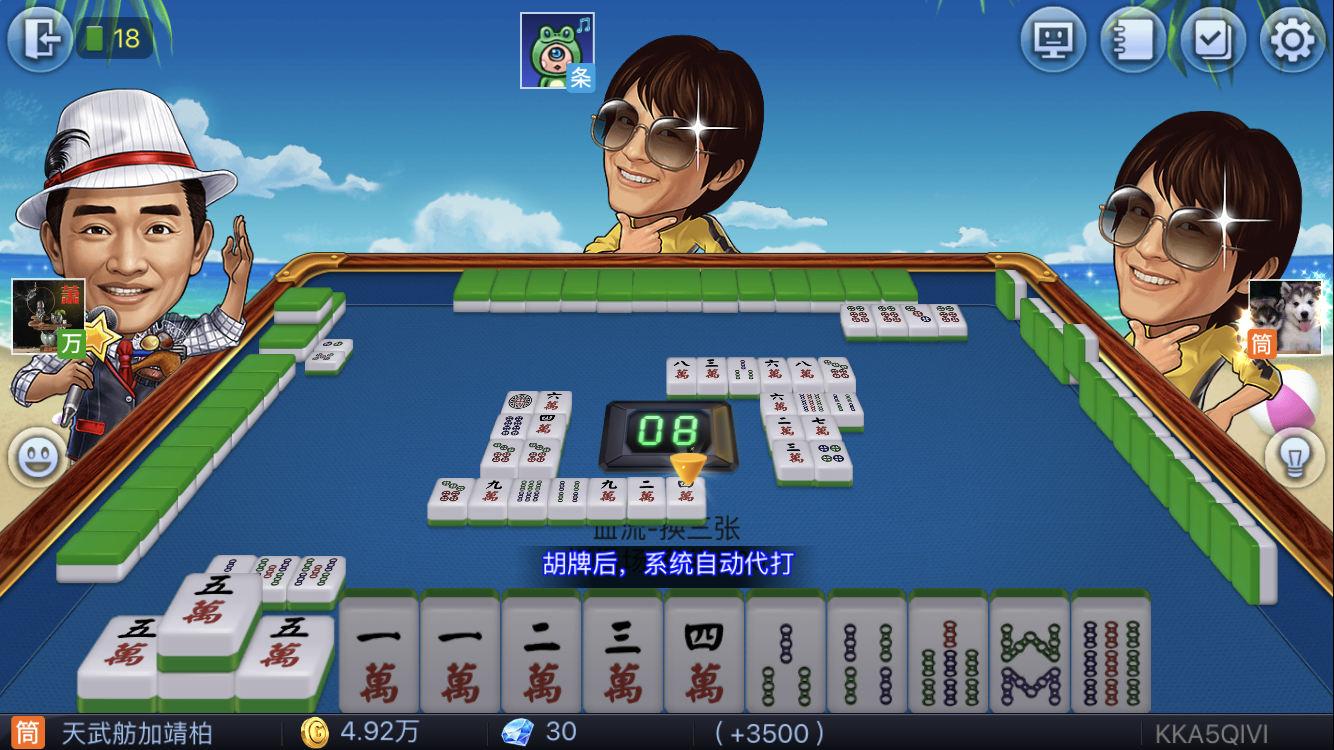 18
条
万
筒
08
八萬 三萬 六萬 八萬
六萬
六萬
二萬 七萬
四萬
三萬
九萬 九萬 二萬 萬
血流-换三张
胡牌后，系统自动代打
五萬
五萬 五萬
一萬 一萬 二萬 三萬 四萬
筒 天武舫加靖柏 4.92万 30 (+3500) KKA5QIVI